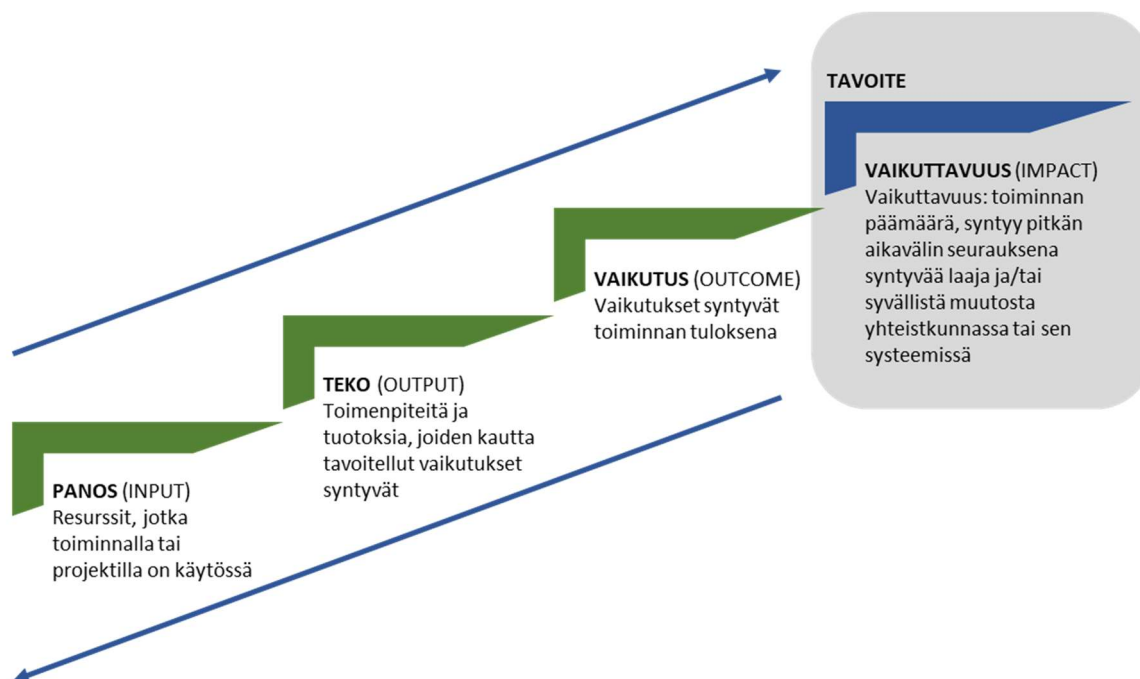 TAVOITE
VAIKUTTAVUUS (IMPACT)
Vaikuttavuus: toiminnan
päämäärä, syntyy pitkän
aikavälin seurauksena
syntyvää laaja ja/tai
syvällistä muutosta
yhteistkunnassa tai sen
systeemissä
VAIKUTUS (OUTCOME)
Vaikutukset syntyvät
toiminnan tuloksena
TEKO (OUTPUT)
Toimenpiteitä ja
tuotoksia, joiden kautta
tavoitellut vaikutukset
syntyvät
PANOS (INPUT)
Resurssit, jotka
toiminnalla tai
projektilla on käytössä